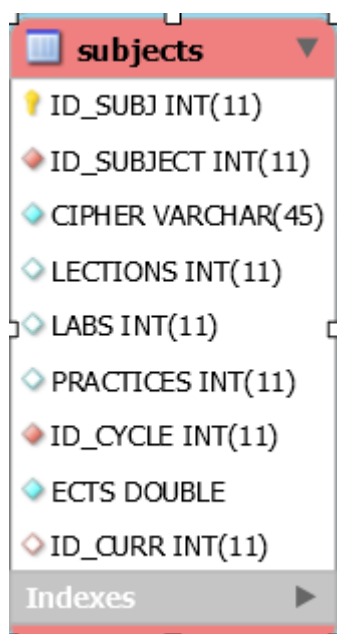 subjects
ID_SUBJ INT(11)
ID_SUBJECT INT(11)
CIPHER VARCHAR(45)
LECTIONS INT(11)
LABS INT(11)
PRACTICES INT(11)
ID_CYCLE INT(11)
ECTS DOUBLE
ID_CURR INT(11)
Indexes